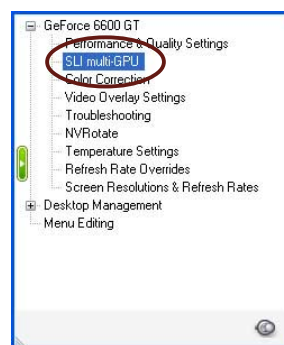 GeForce 6600 GT
Performance & Quality Settings
SLI multi-GPU
Color Correction
Video Overlay Settings
Troubleshooting
NVRotate
Temperature Settings
Refresh Rate Overrides
Screen Resolutions & Refresh Rates
Desktop Management
Menu Editing